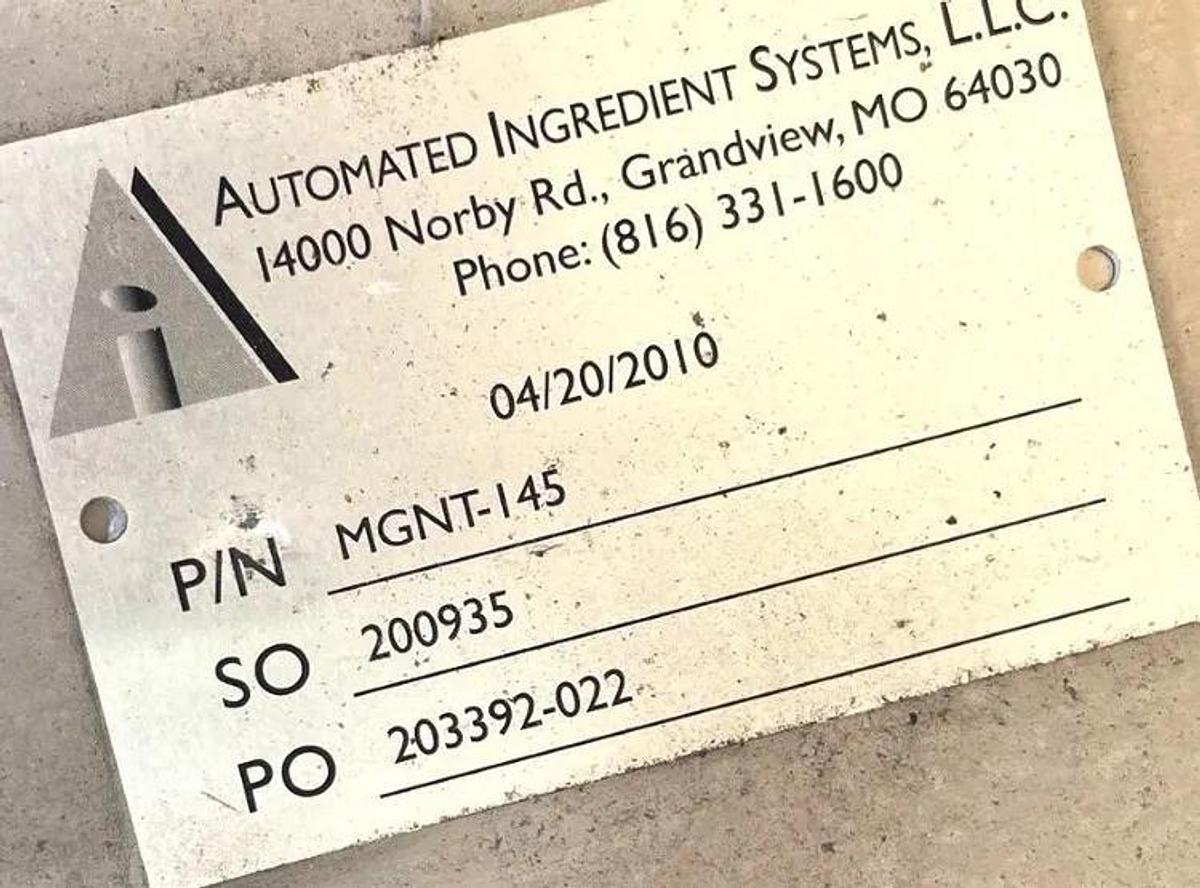 AUTOMATED INGREDIENT SYSTEMS, L.L.C.
14000 Norby Rd., Grandview, MO 64030
Phone: (816) 331-1600
i
04/20/2010
P/N MGNT-145
SO 200935
PO 203392-022